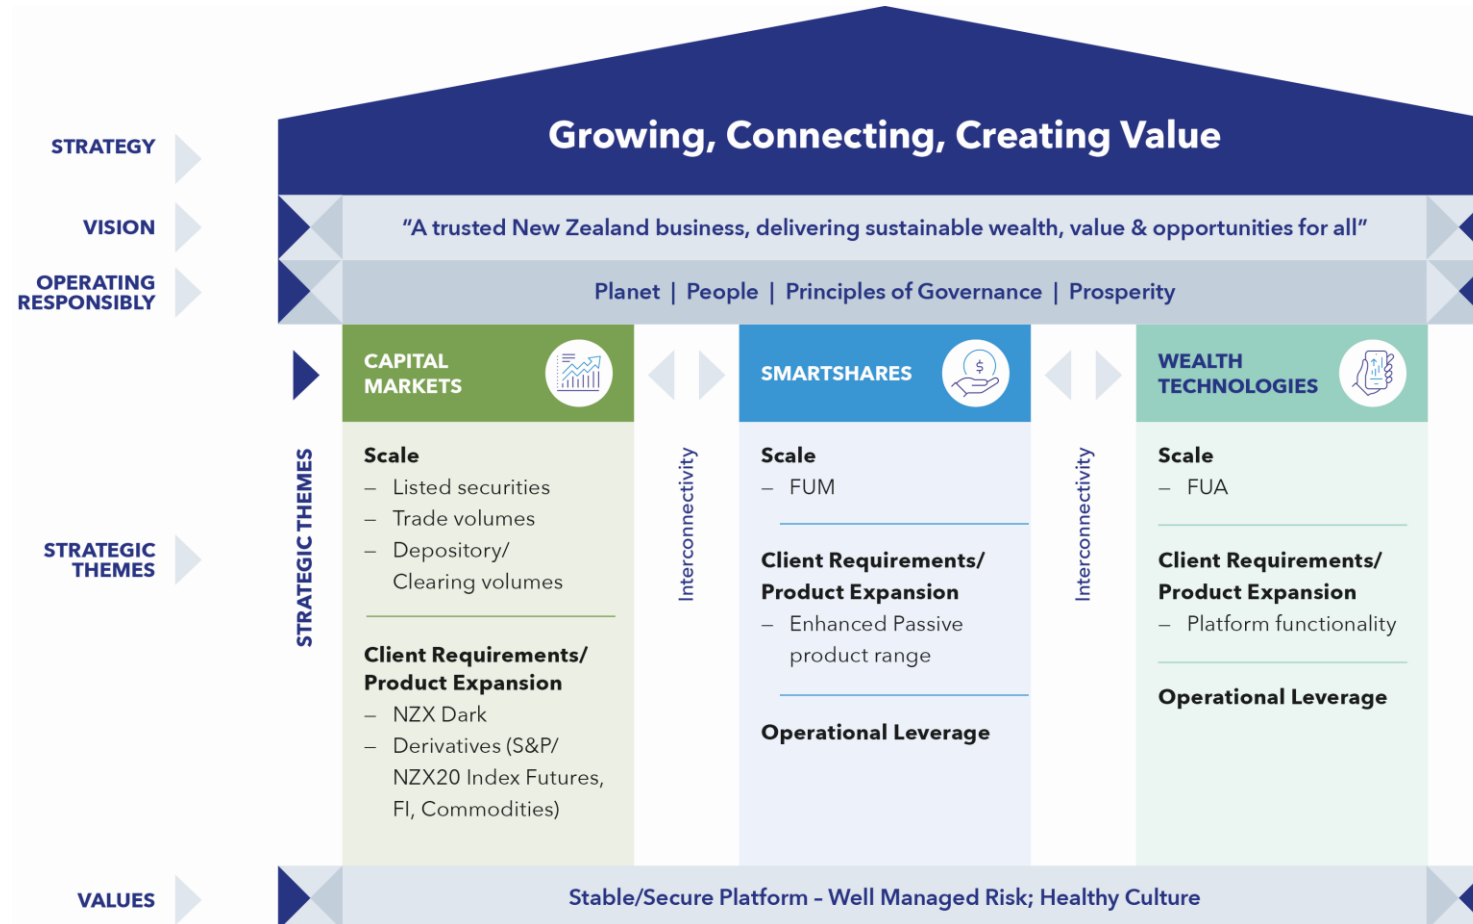 STRATEGY
Growing, Connecting, Creating Value
VISION
“A trusted New Zealand business, delivering sustainable wealth, value & opportunities for all”
OPERATING
RESPONSIBLY
Planet | People | Principles of Governance | Prosperity
STRATEGIC
THEMES
STRATEGIC THEMES
CAPITAL
MARKETS
Scale
– Listed securities
– Trade volumes
– Depository/
Clearing volumes
Client Requirements/
Product Expansion
– NZX Dark
– Derivatives (S&P/
NZX20 Index Futures,
FI, Commodities)
Interconnectivity
SMARTSHARES
$
Scale
– FUM
Client Requirements/
Product Expansion
– Enhanced Passive
product range
Operational Leverage
Interconnectivity
WEALTH
TECHNOLOGIES
Scale
– FUA
Client Requirements/
Product Expansion
– Platform functionality
Operational Leverage
VALUES
Stable/Secure Platform – Well Managed Risk; Healthy Culture